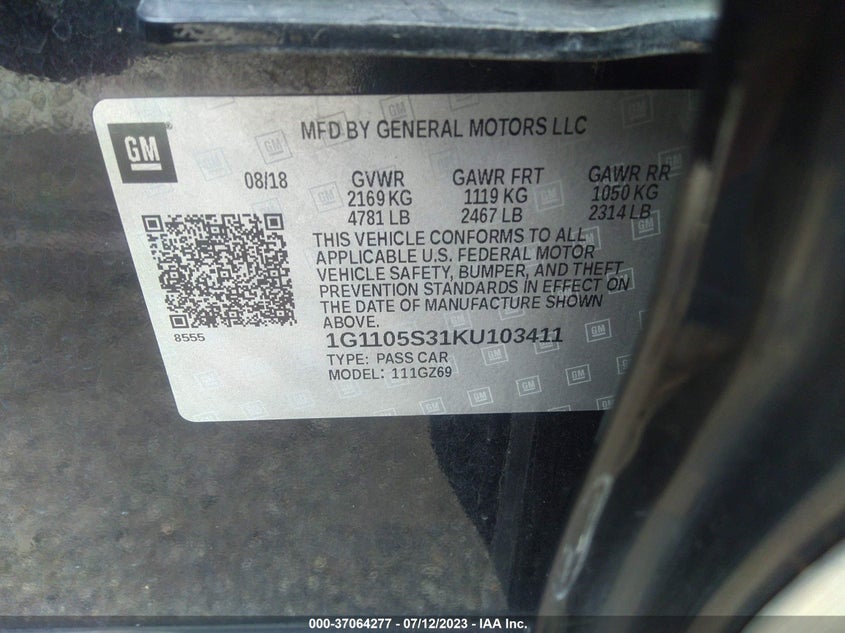 GM
MFD BY GENERAL MOTORS LLC
08/18 GVWR GAWR FRT GAWR RR
2169 KG 1119 KG 1050 KG
4781 LB 2467 LB 2314 LB
THIS VEHICLE CONFORMS TO ALL
APPLICABLE U.S. FEDERAL MOTOR
VEHICLE SAFETY, BUMPER, AND THEFT
PREVENTION STANDARDS IN EFFECT ON
THE DATE OF MANUFACTURE SHOWN
ABOVE.
8555
1G1105S31KU103411
TYPE: PASS CAR
MODEL: 111GZ69
000-37064277 - 07/12/2023 - IAA Inc.